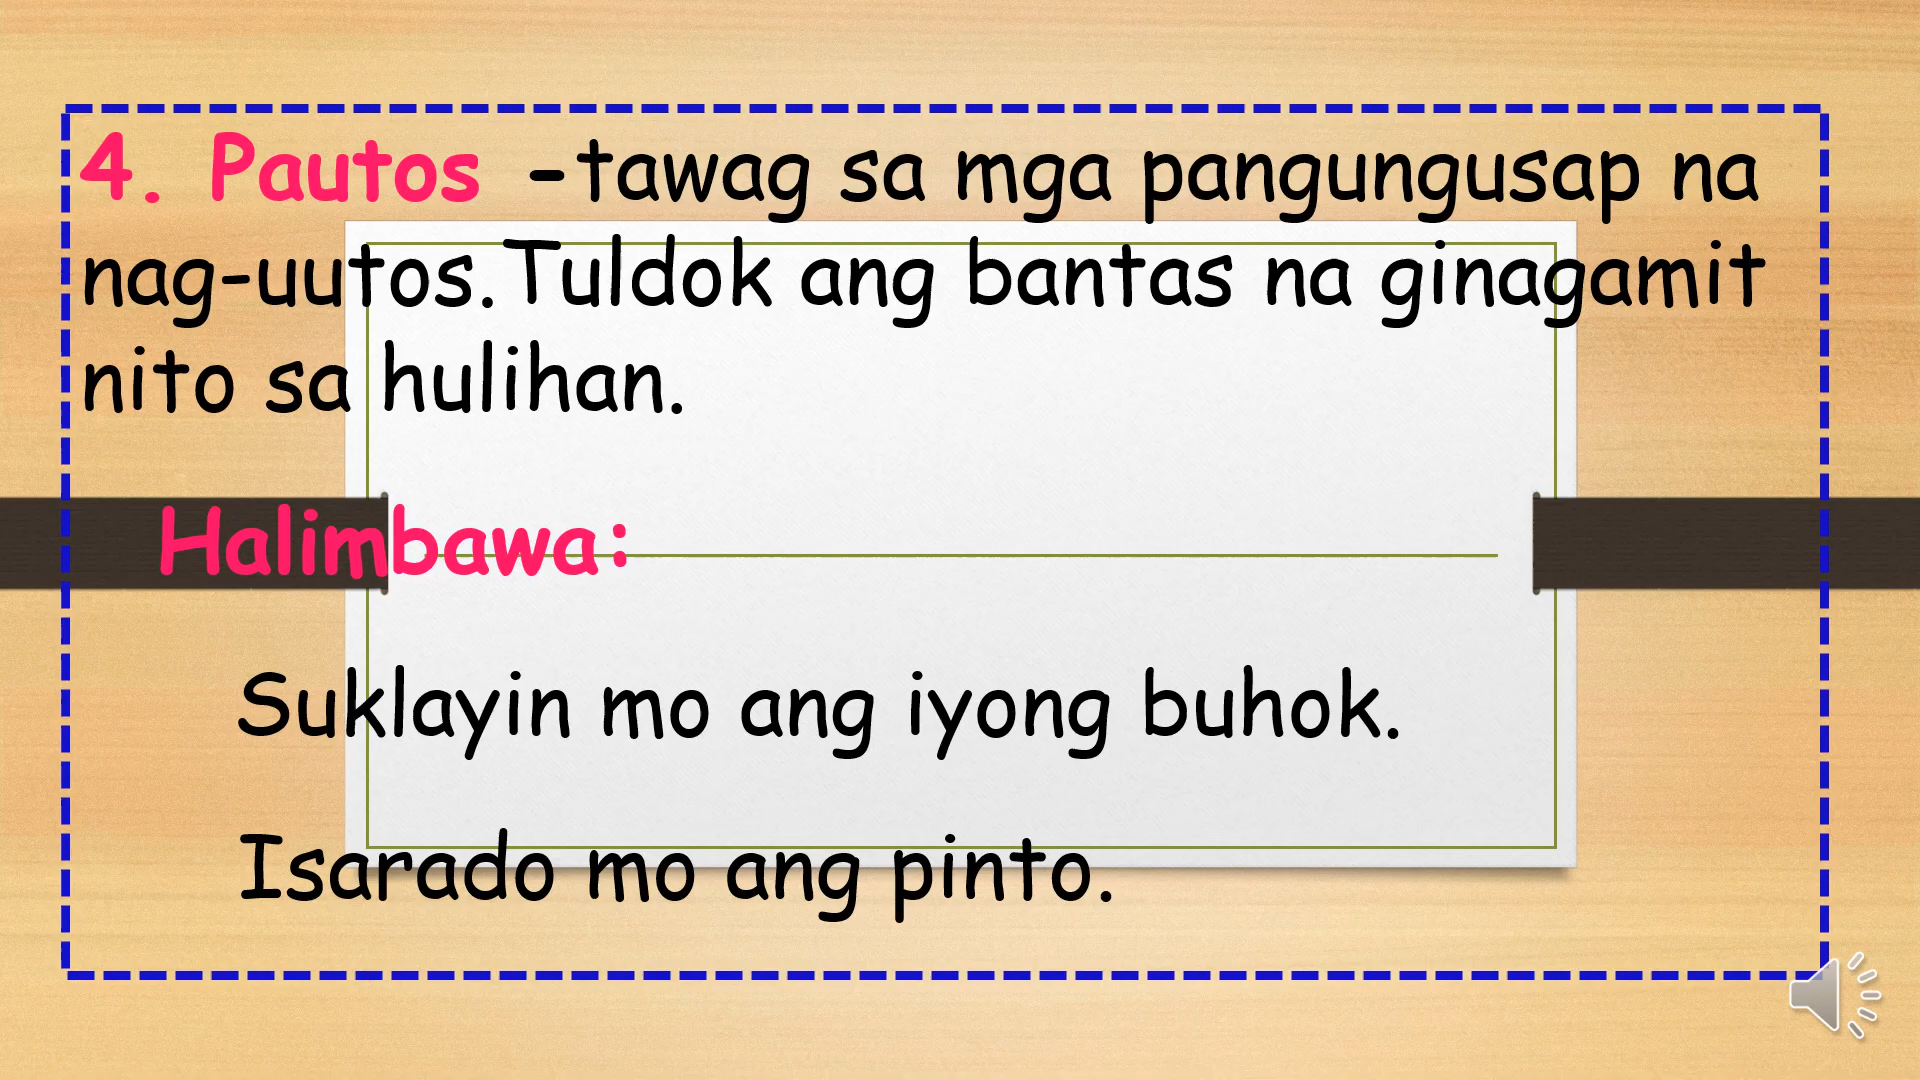 4. Pautos -tawag sa mga pangungusap na
nag-uutos.Tuldok ang bantas na ginagamit
nito sa hulihan.
Halimbawa:
Suklayin mo ang iyong buhok.
Isarado mo ang pinto.